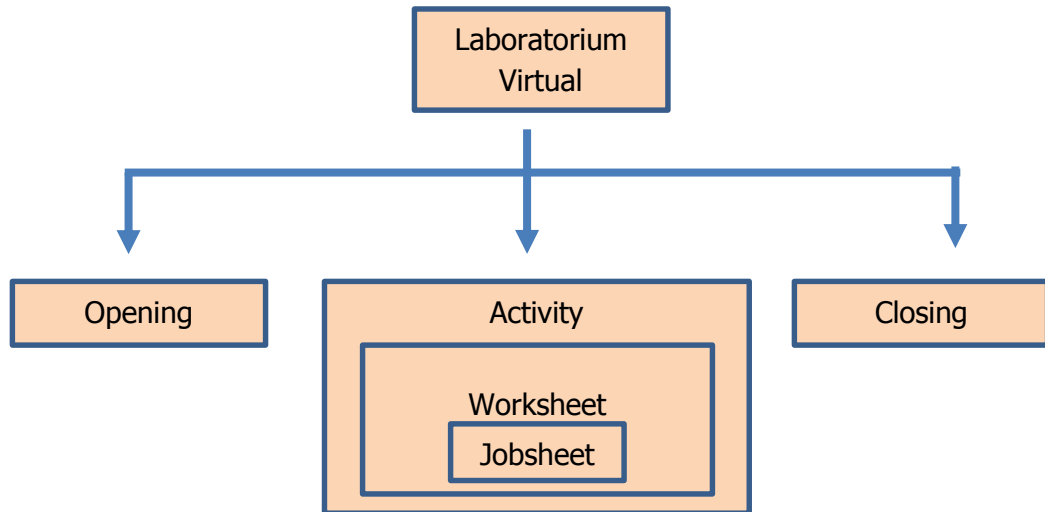 Laboratorium
Virtual
Opening
Activity
Closing
Worksheet
Jobsheet